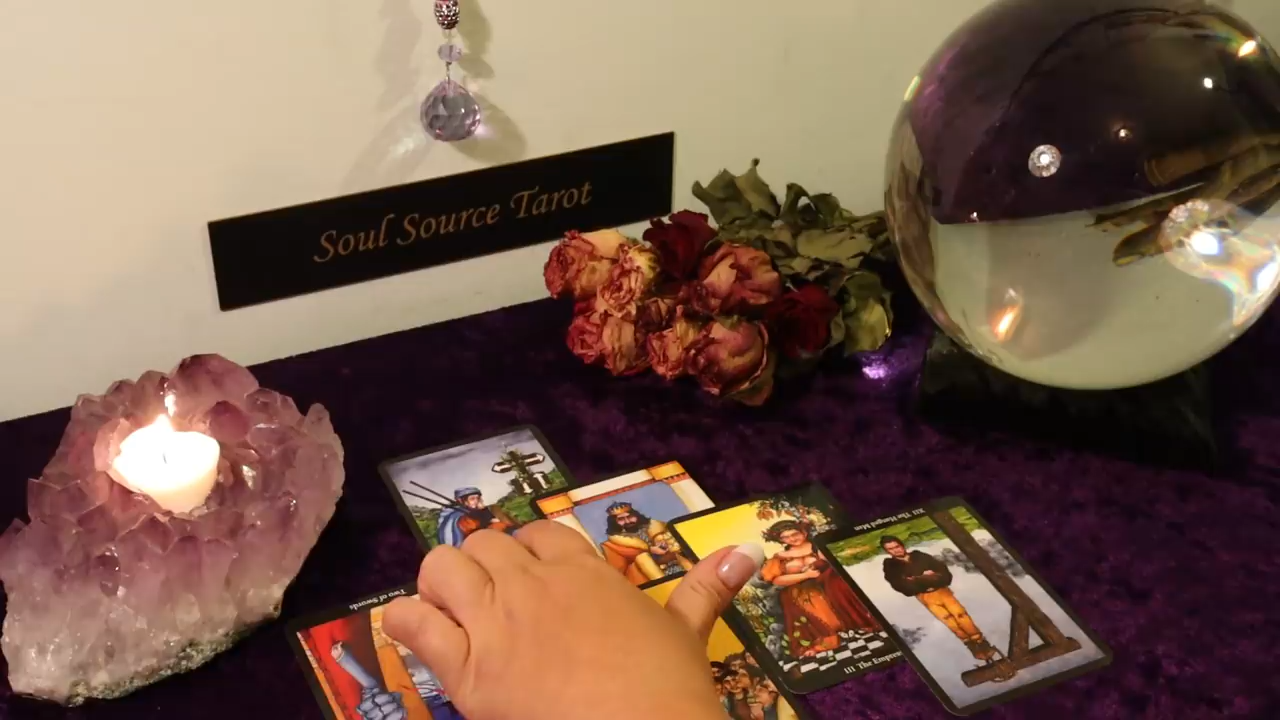 Soul Source Tarot
XII The Hanged Man
Two of Swords
III The Empress